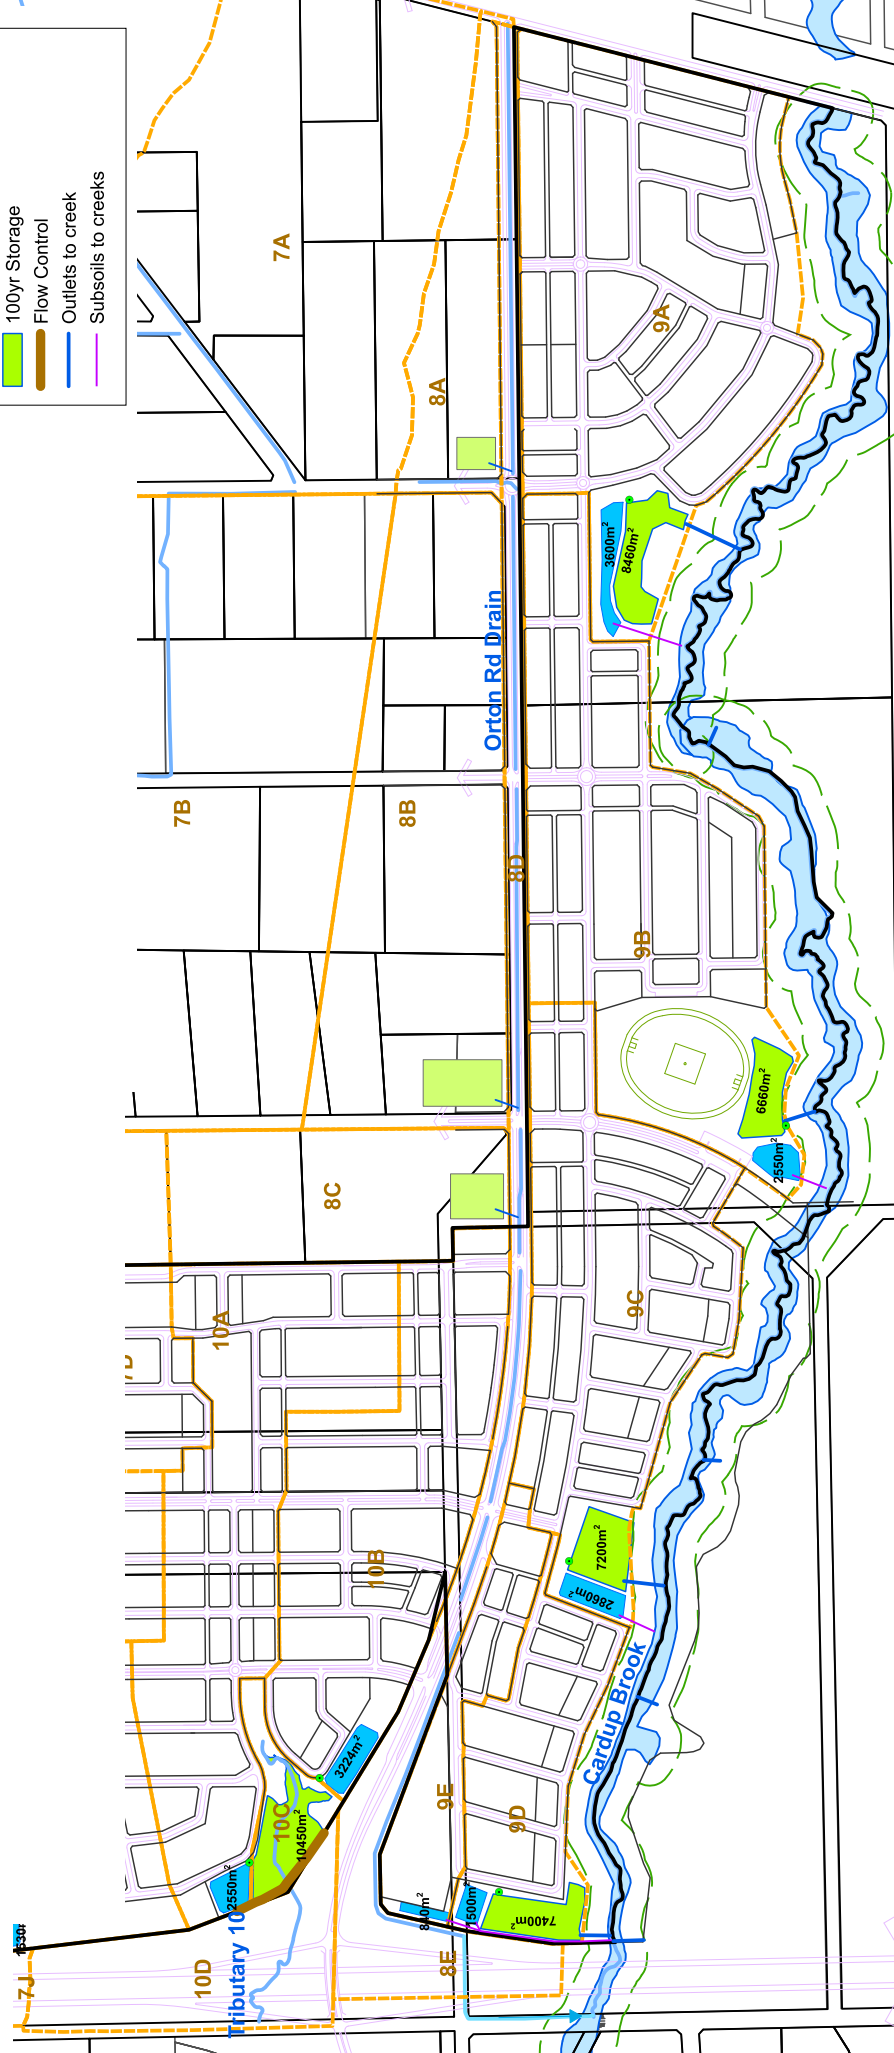 100yr Storage
Flow Control
Outlets to creek
Subsoils to creeks
7A
8A
9A
3600m²
8460m²
Orton Rd Drain
7B
8B
8D
9B
6660m²
2550m²
8C
9C
10A
10B
7200m²
2860m²
Cardup Brook
3224m²
10C
10450m²
9E
9D
2550m²
840m²
1500m²
7400m²
Tributary 10
10D
8E
7J